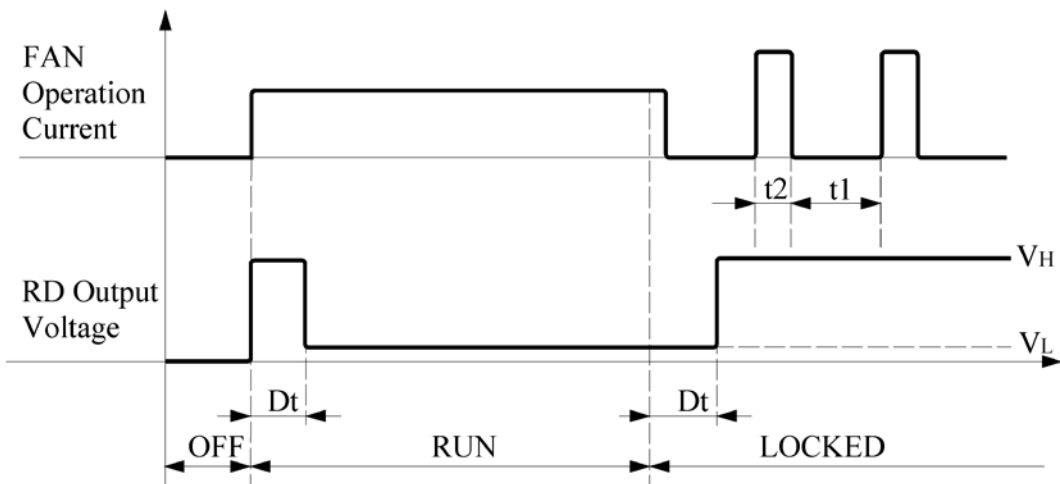 FAN
Operation
Current
t2
t1
RD Output
Voltage
VH
VL
Dt
Dt
OFF
RUN
LOCKED